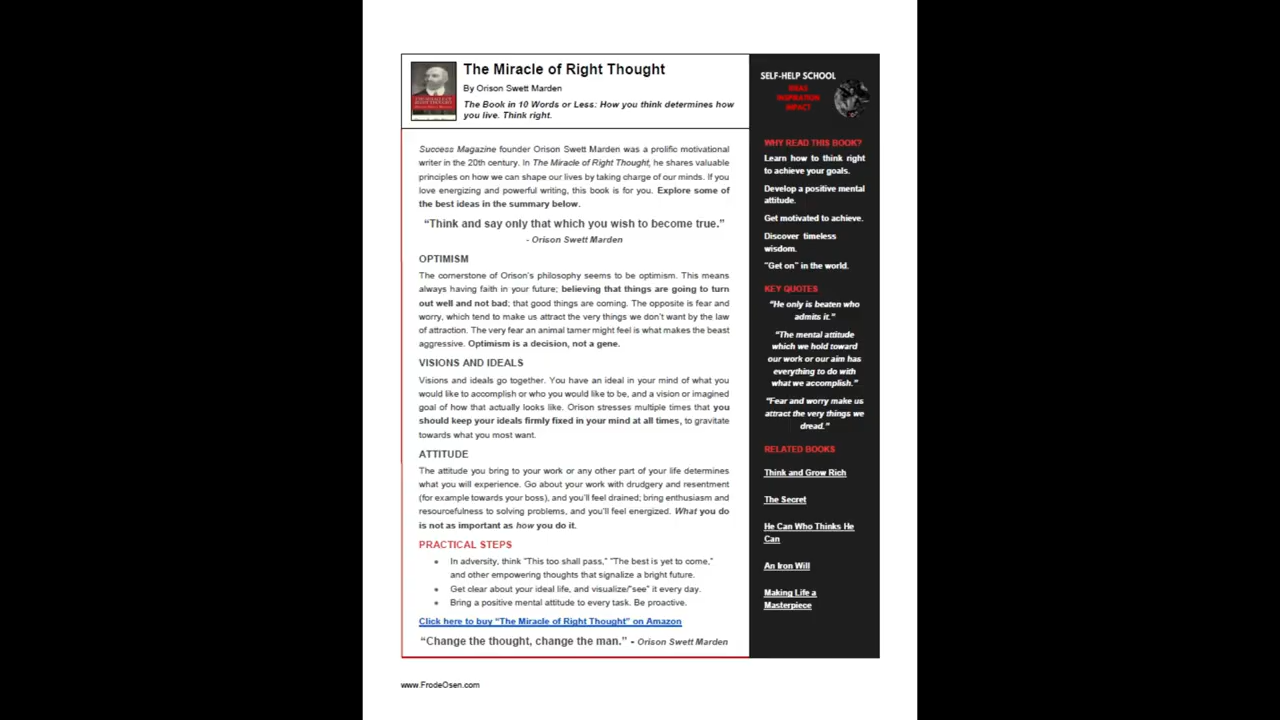 The Miracle of Right Thought
By Orison Swett Marden
The Book in 10 Words or Less: How you think determines how
you live. Think right.
Success Magazine founder Orison Swett Marden was a prolific motivational
writer in the 20th century. In The Miracle of Right Thought, he shares valuable
principles on how we can shape our lives by taking charge of our minds. If you
love energizing and powerful writing, this book is for you. Explore some of
the best ideas in the summary below.
“Think and say only that which you wish to become true.”
- Orison Swett Marden
OPTIMISM
The cornerstone of Orison's philosophy seems to be optimism. This means
always having faith in your future; believing that things are going to turn
out well and not bad; that good things are coming. The opposite is fear and
worry, which tend to make us attract the very things we don't want by the law
of attraction. The very fear an animal tamer might feel is what makes the beast
aggressive. Optimism is a decision, not a gene.
VISIONS AND IDEALS
Visions and ideals go together. You have an ideal in your mind of what you
would like to accomplish or who you would like to be, and a vision or imagined
goal of how that actually looks like. Orison stresses multiple times that you
should keep your ideals firmly fixed in your mind at all times, to gravitate
towards what you most want.
ATTITUDE
The attitude you bring to your work or any other part of your life determines
what you will experience. Go about your work with drudgery and resentment
(for example towards your boss), and you'll feel drained; bring enthusiasm and
resourcefulness to solving problems, and you'll feel energized. What you do
is not as important as how you do it.
PRACTICAL STEPS
• In adversity, think “This too shall pass,” “The best is yet to come,”
and other empowering thoughts that signalize a bright future.
• Get clear about your ideal life, and visualize/“see” it every day.
• Bring a positive mental attitude to every task. Be proactive.
Click here to buy “The Miracle of Right Thought” on Amazon
“Change the thought, change the man.” - Orison Swett Marden
SELF-HELP SCHOOL
IDEAS
INSPIRATION
IMPACT
WHY READ THIS BOOK?
Learn how to think right
to achieve your goals.
Develop a positive mental
attitude.
Get motivated to achieve.
Discover timeless
wisdom.
“Get on” in the world.
KEY QUOTES
“He only is beaten who
admits it.”
“The mental attitude
which we hold toward
our work or our aim has
everything to do with
what we accomplish.”
“Fear and worry make us
attract the very things we
dread.”
RELATED BOOKS
Think and Grow Rich
The Secret
He Can Who Thinks He
Can
An Iron Will
Making Life a
Masterpiece
www.FrodeOsen.com